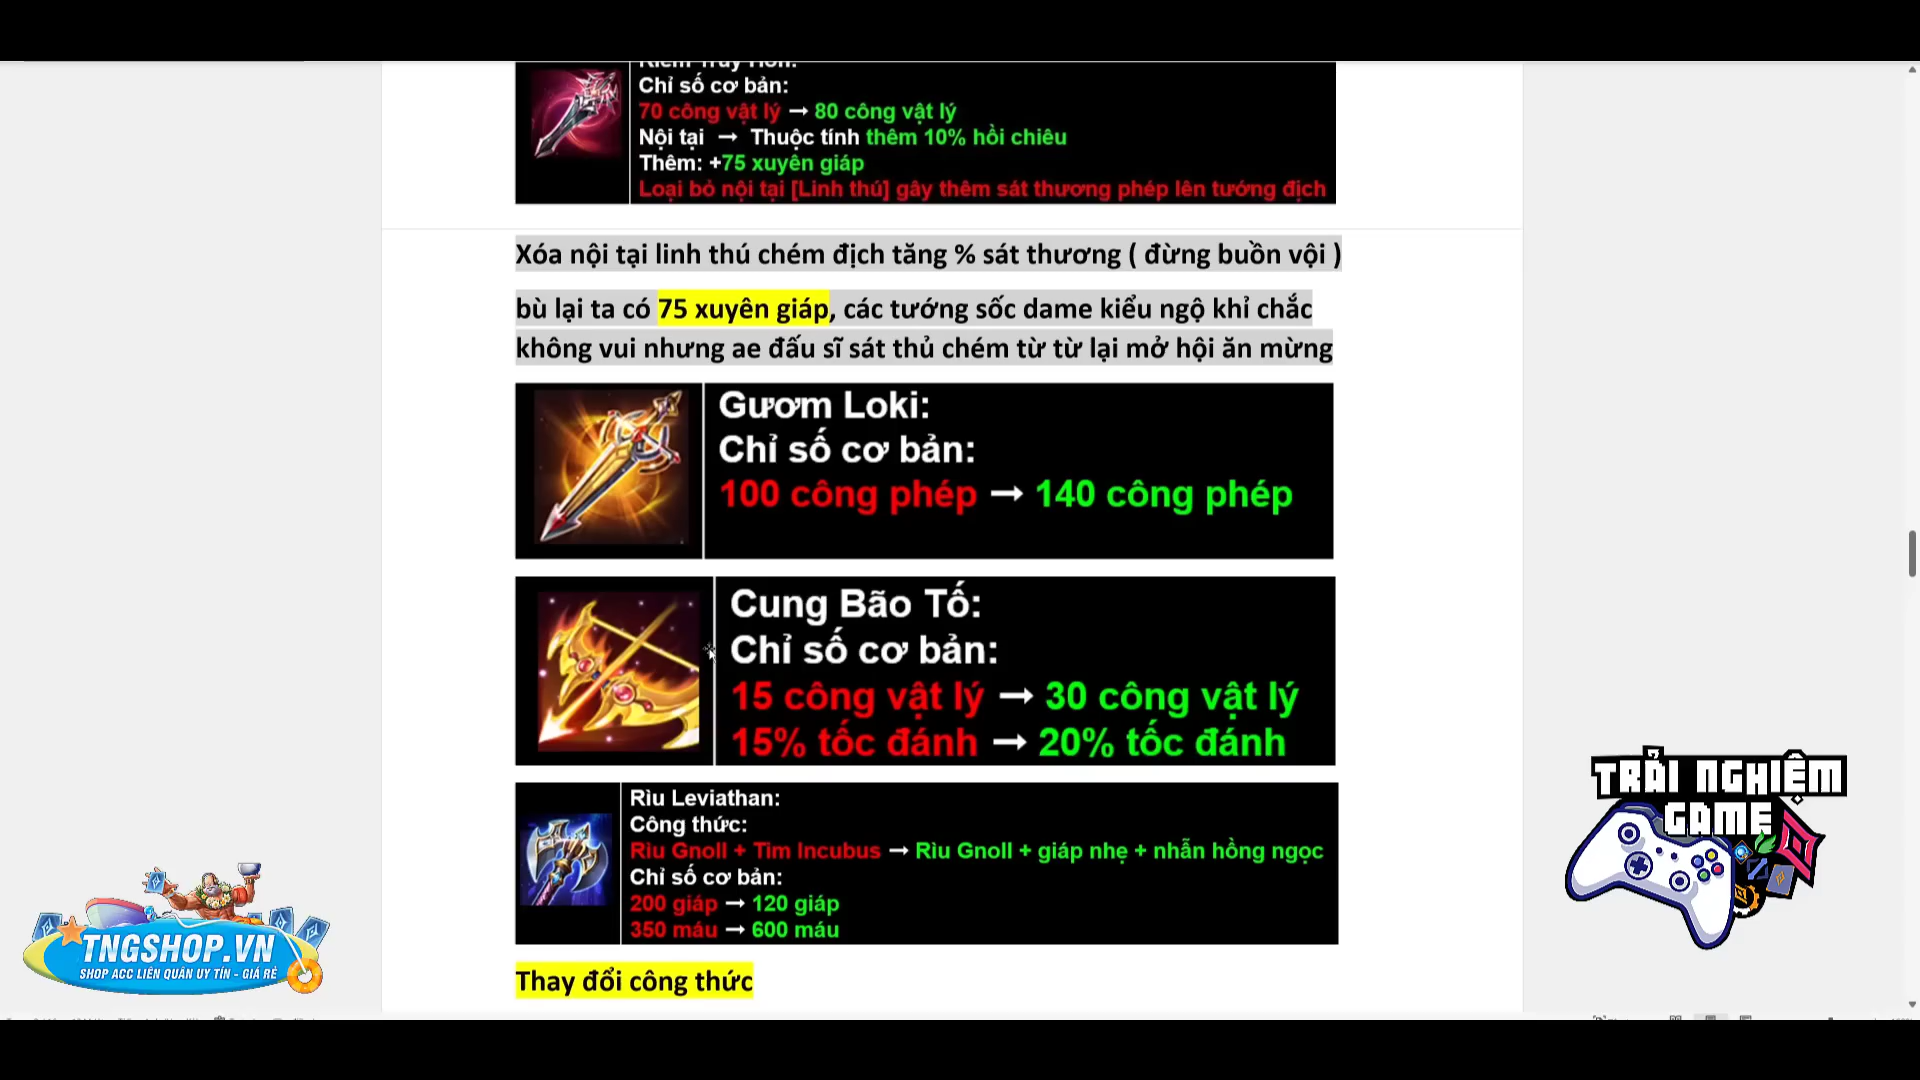 Kiếm Truy Hồn:
Chỉ số cơ bản:
70 công vật lý → 80 công vật lý
Nội tại → Thuộc tính thêm 10% hồi chiêu
Thêm: +75 xuyên giáp
Loại bỏ nội tại [Linh thú] gây thêm sát thương phép lên tướng địch
Xóa nội tại linh thú chém địch tăng % sát thương ( đừng buồn vội )
bù lại ta có 75 xuyên giáp, các tướng sốc dame kiểu ngộ khỉ chắc
không vui nhưng ae đấu sĩ sát thủ chém từ từ lại mở hội ăn mừng
Gươm Loki:
Chỉ số cơ bản:
100 công phép → 140 công phép
Cung Bão Tố:
Chỉ số cơ bản:
15 công vật lý → 30 công vật lý
15% tốc đánh → 20% tốc đánh
Rìu Leviathan:
Công thức:
Rìu Gnoll + Tim Incubus → Rìu Gnoll + giáp nhẹ + nhẫn hồng ngọc
Chỉ số cơ bản:
200 giáp → 120 giáp
350 máu → 600 máu
Thay đổi công thức
TRẢI NGHIỆM
GAME
TNGSHOP.VN
SHOP ACC LIÊN QUÂN UY TÍN - GIÁ RẺ